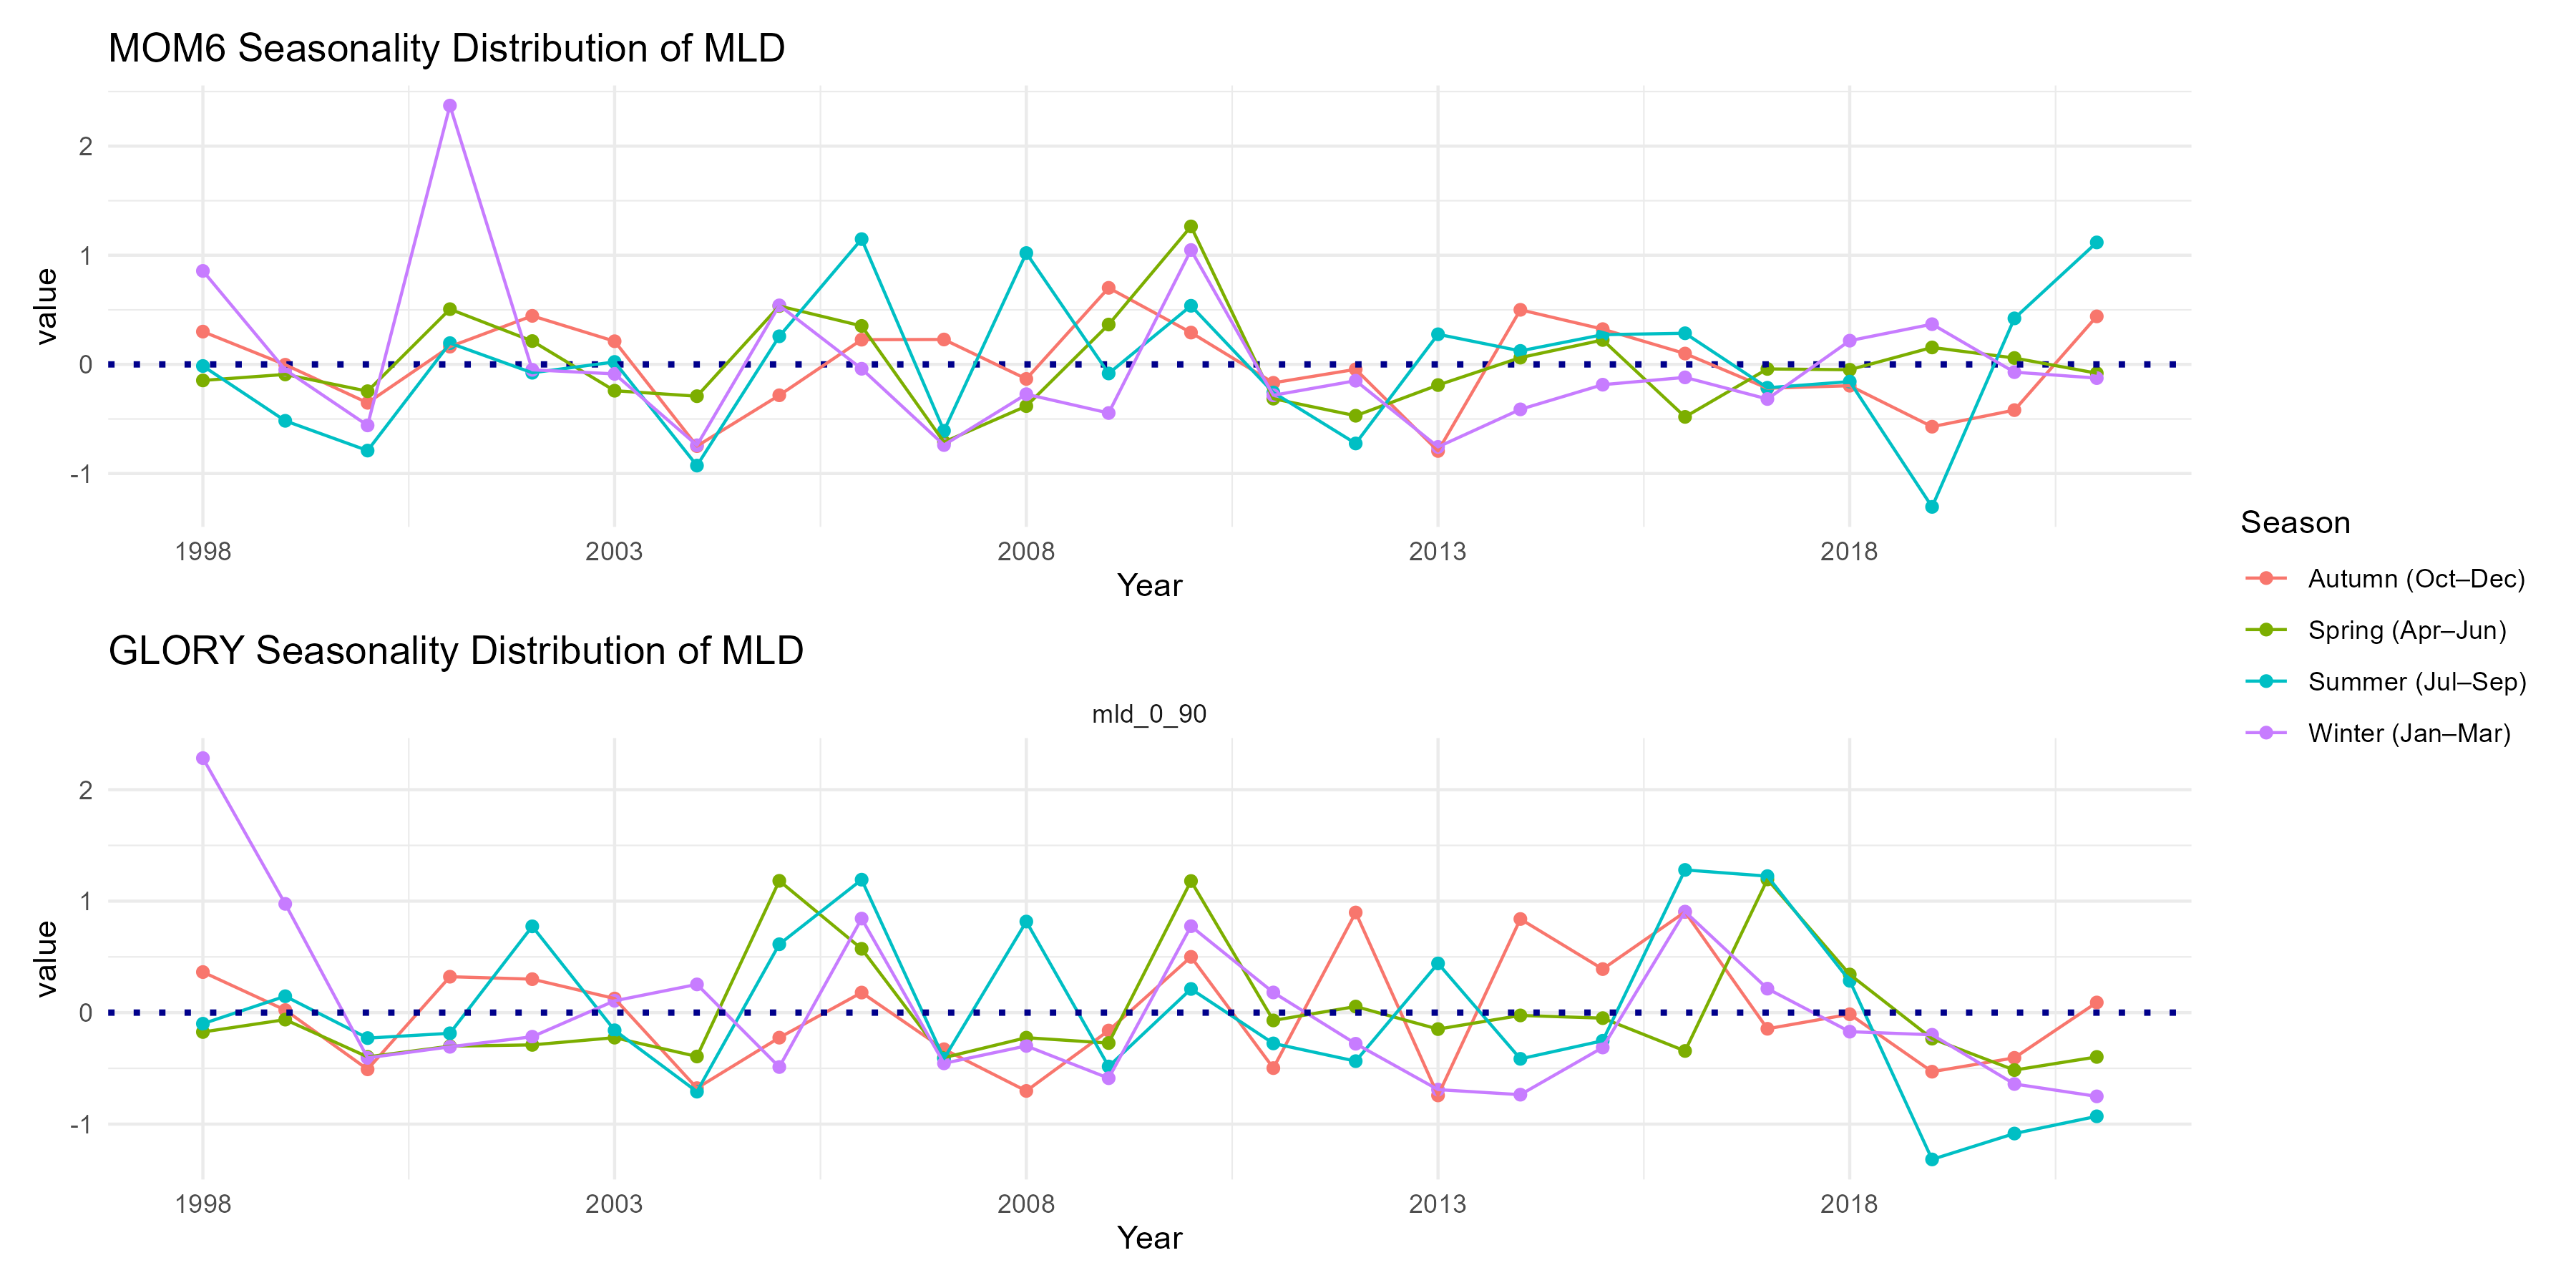 MOM6 Seasonality Distribution of MLD
value
2
1
0
-1
1998 2003 2008 2013 2018
Year
GLORY Seasonality Distribution of MLD
mld_0_90
value
2
1
0
-1
1998 2003 2008 2013 2018
Year
Season
Autumn (Oct–Dec)
Spring (Apr–Jun)
Summer (Jul–Sep)
Winter (Jan–Mar)